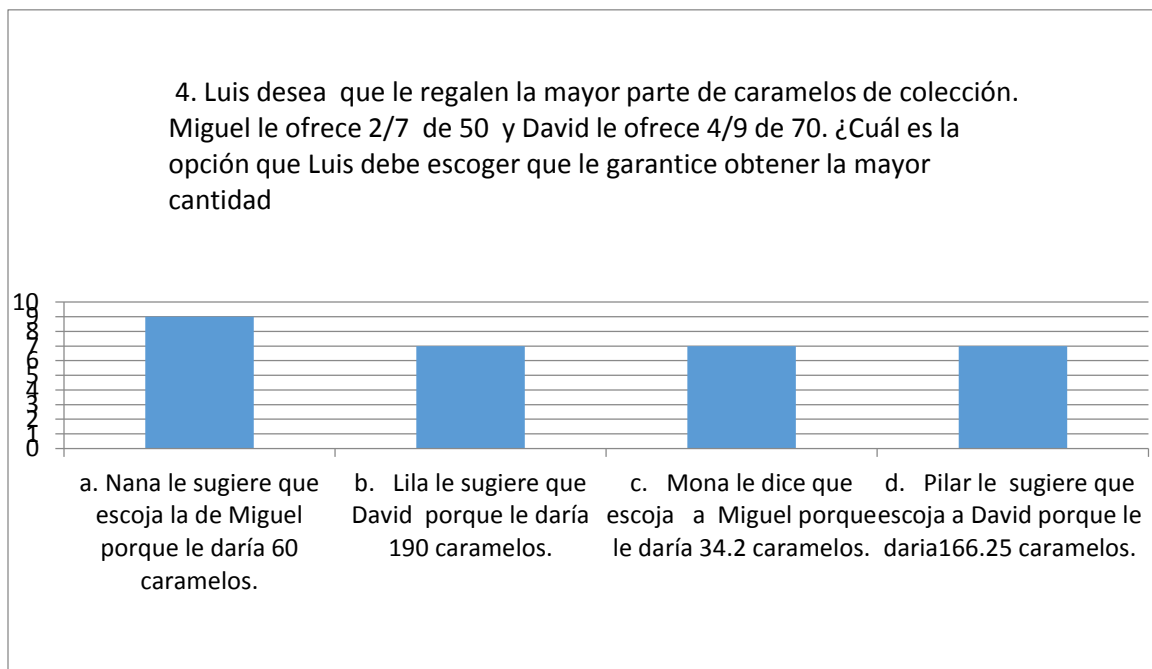 4. Luis desea que le regalen la mayor parte de caramelos de colección.
Miguel le ofrece 2/7 de 50 y David le ofrece 4/9 de 70. ¿Cuál es la
opción que Luis debe escoger que le garantice obtener la mayor
cantidad
10
9
8
7
6
5
4
3
2
1
0
a. Nana le sugiere que
escoja la de Miguel
porque le daría 60
caramelos.
b. Lila le sugiere que
David porque le daría
190 caramelos.
c. Mona le dice que
escoja a Miguel porque
le daría 34.2 caramelos.
d. Pilar le sugiere que
escoja a David porque le
daria166.25 caramelos.